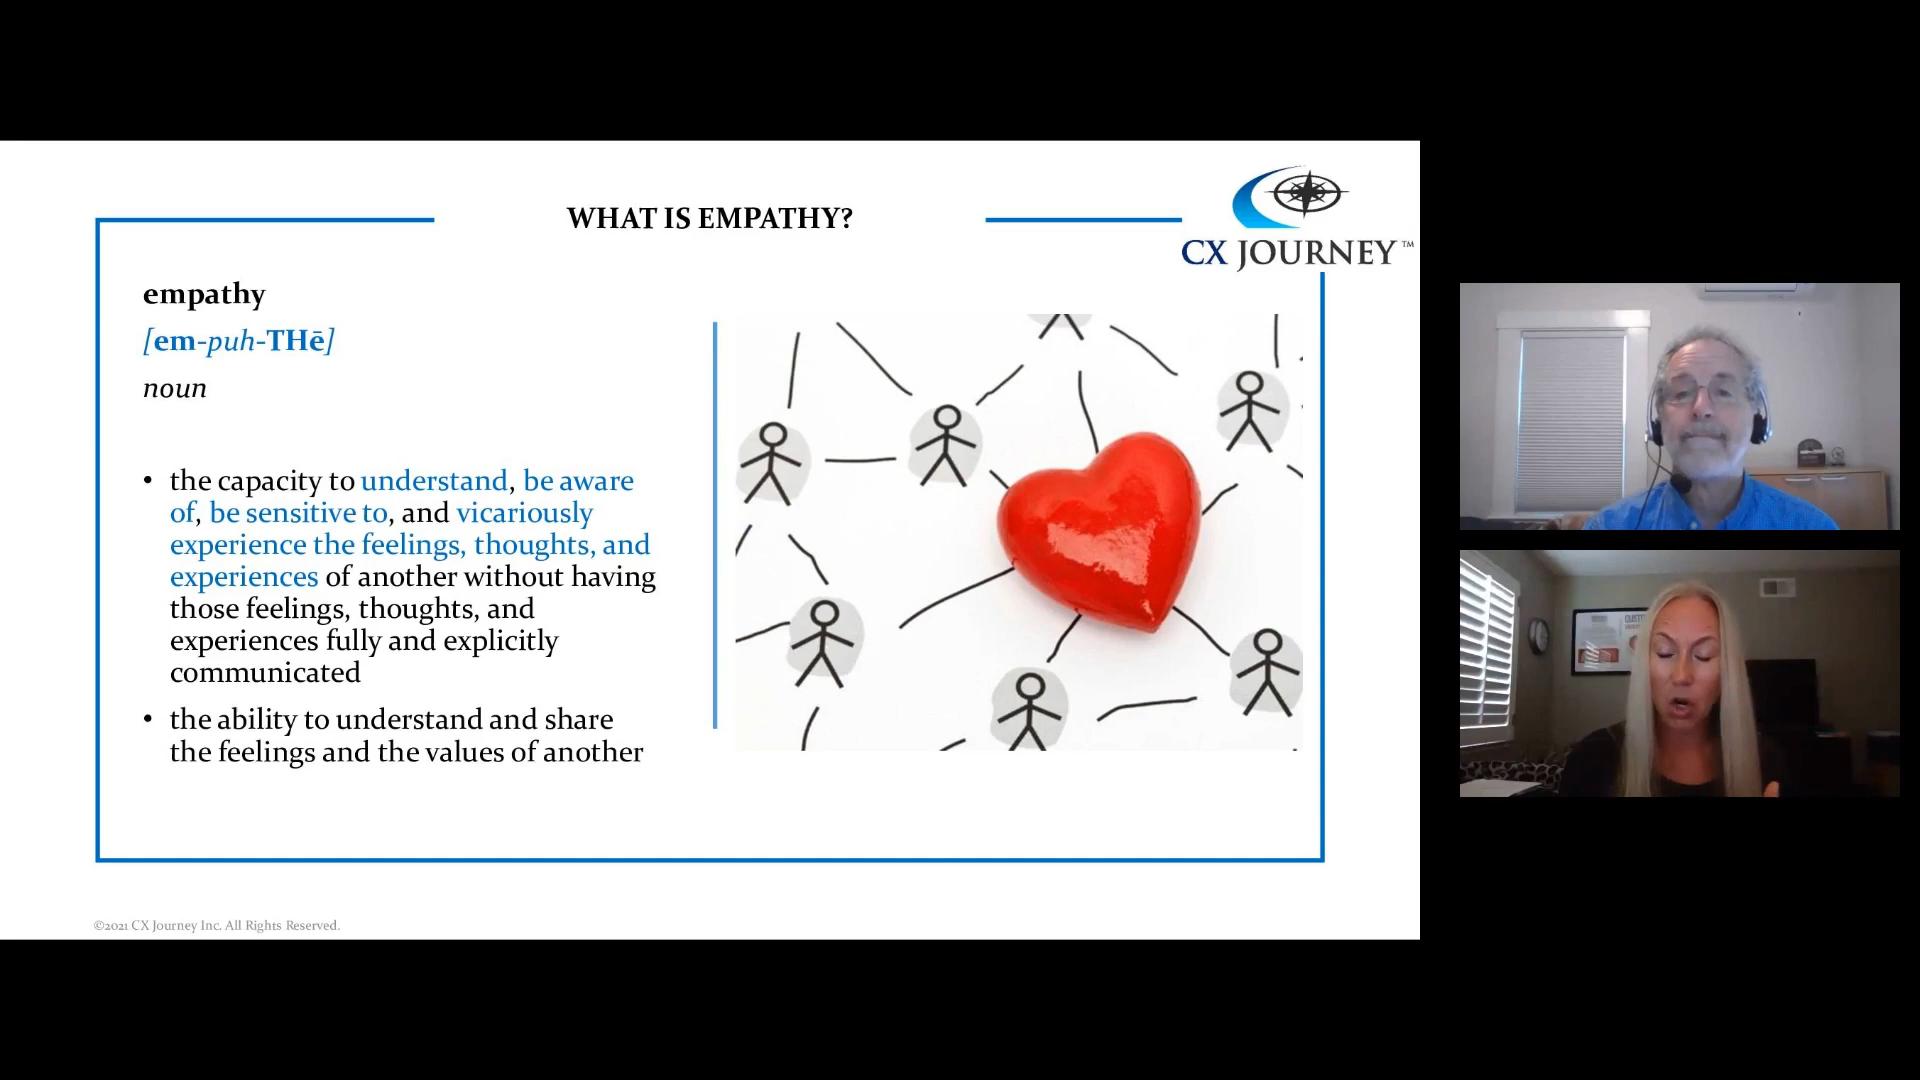 WHAT IS EMPATHY?
CX JOURNEY™
empathy
[em-puh-THē]
noun
• the capacity to understand, be aware
of, be sensitive to, and vicariously
experience the feelings, thoughts, and
experiences of another without having
those feelings, thoughts, and
experiences fully and explicitly
communicated
• the ability to understand and share
the feelings and the values of another
©2021 CX Journey Inc. All Rights Reserved.